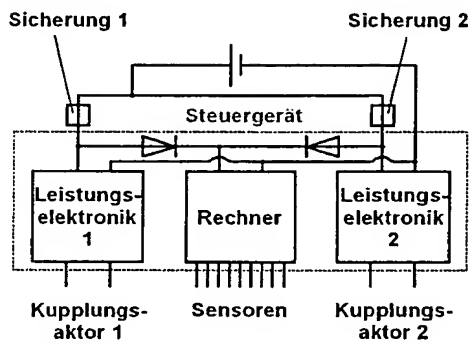 Sicherung 1
Sicherung 2
Steuergerät
Leistungs-
elektronik
1
Rechner
Leistungs-
elektronik
2
Kupplungs-
aktor 1
Sensoren
Kupplungs-
aktor 2